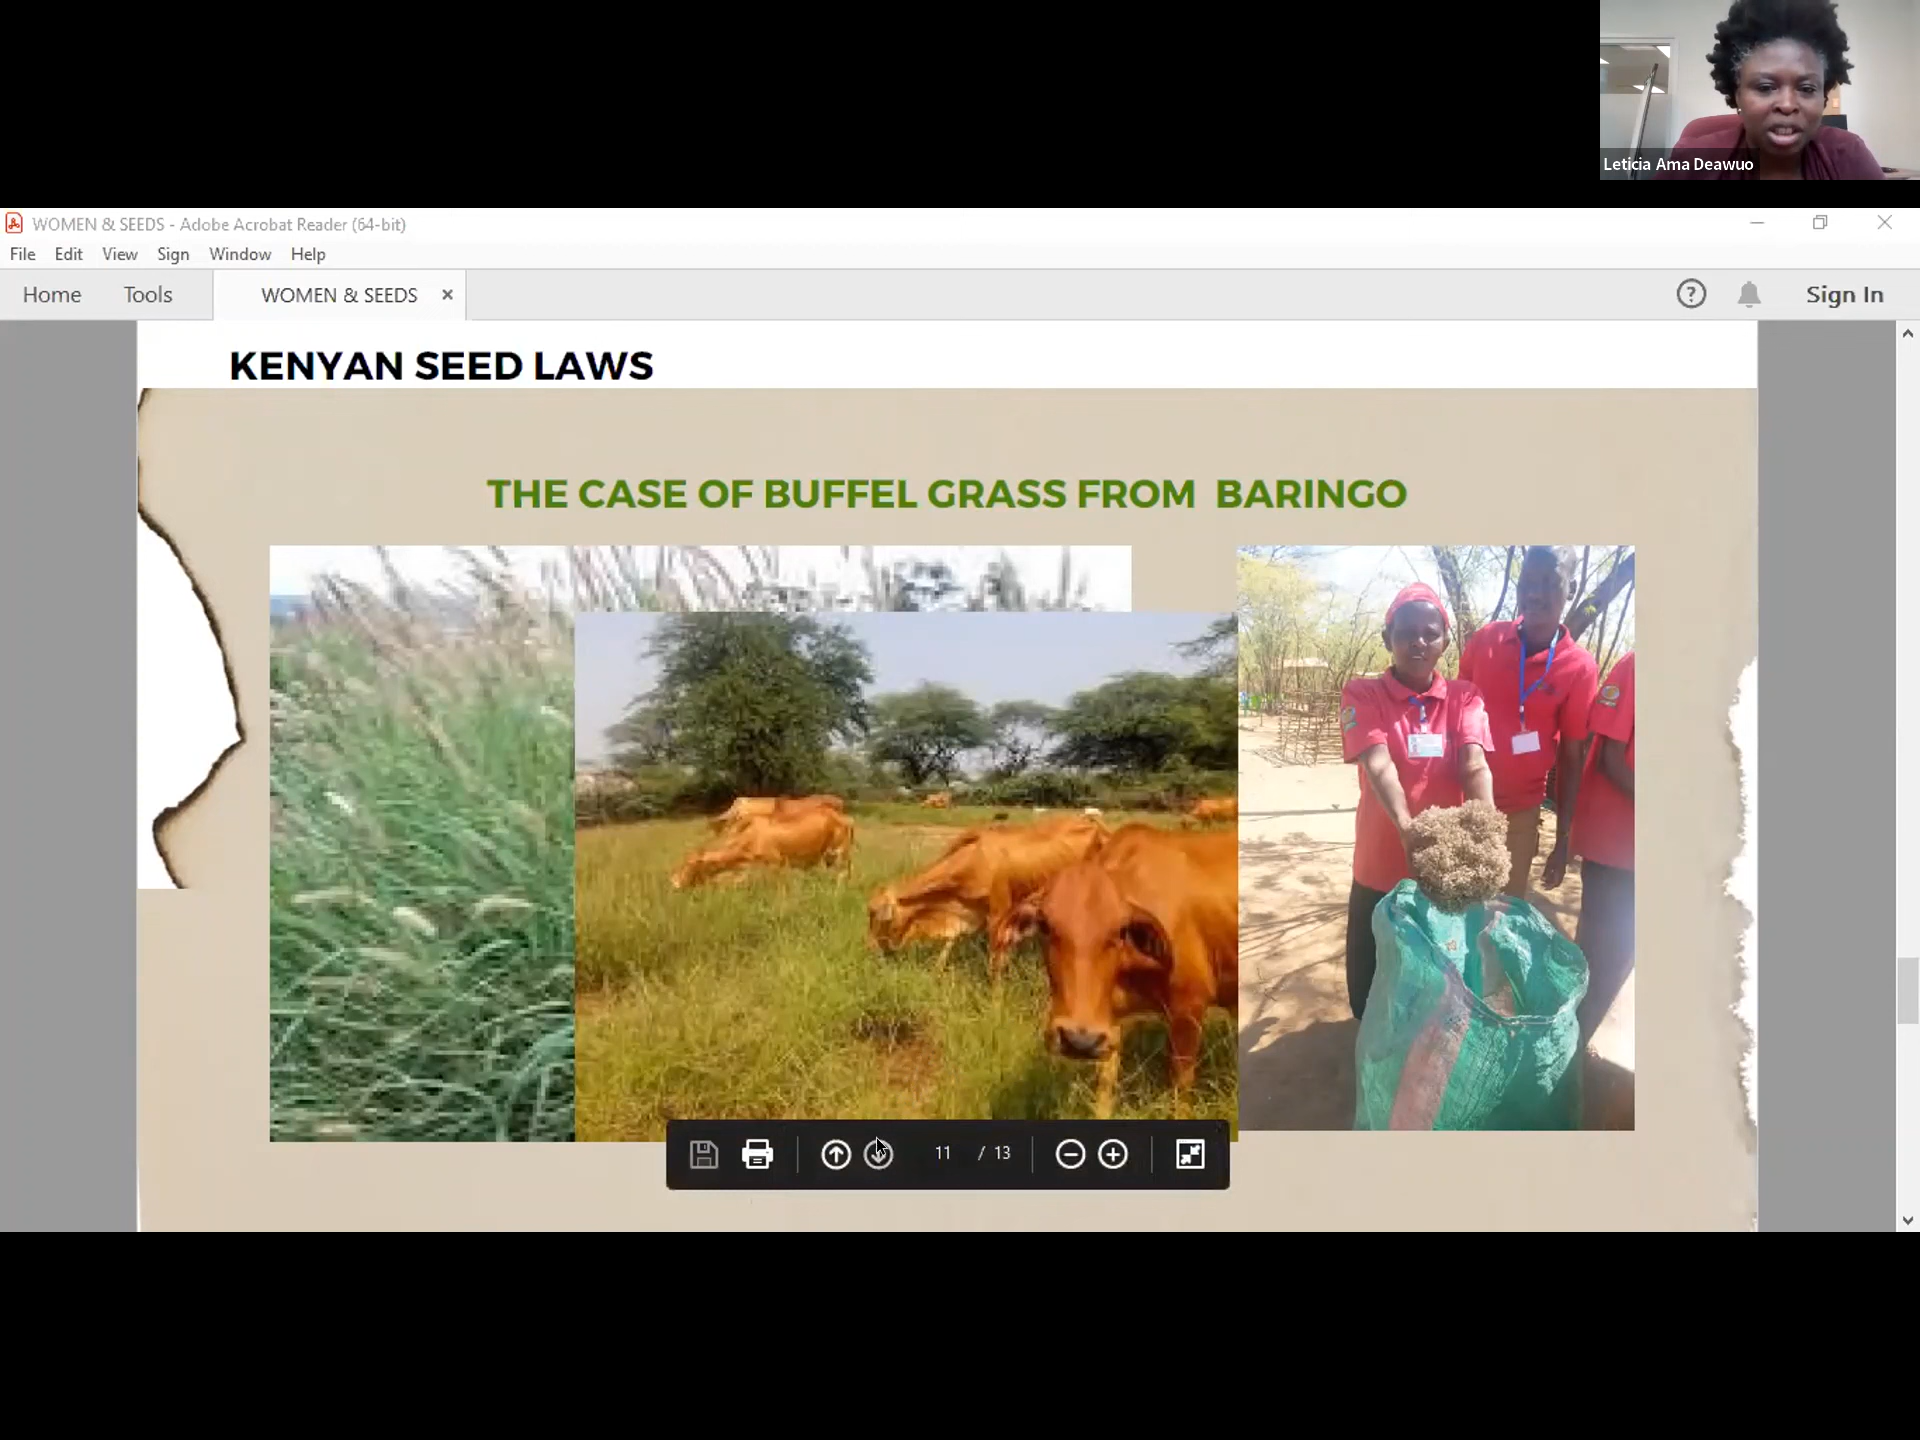 Leticia Ama Deawuo
WOMEN & SEEDS - Adobe Acrobat Reader (64-bit)
File Edit View Sign Window Help
Home Tools WOMEN & SEEDS × ? Sign In
KENYAN SEED LAWS
THE CASE OF BUFFEL GRASS FROM BARINGO
11 / 13